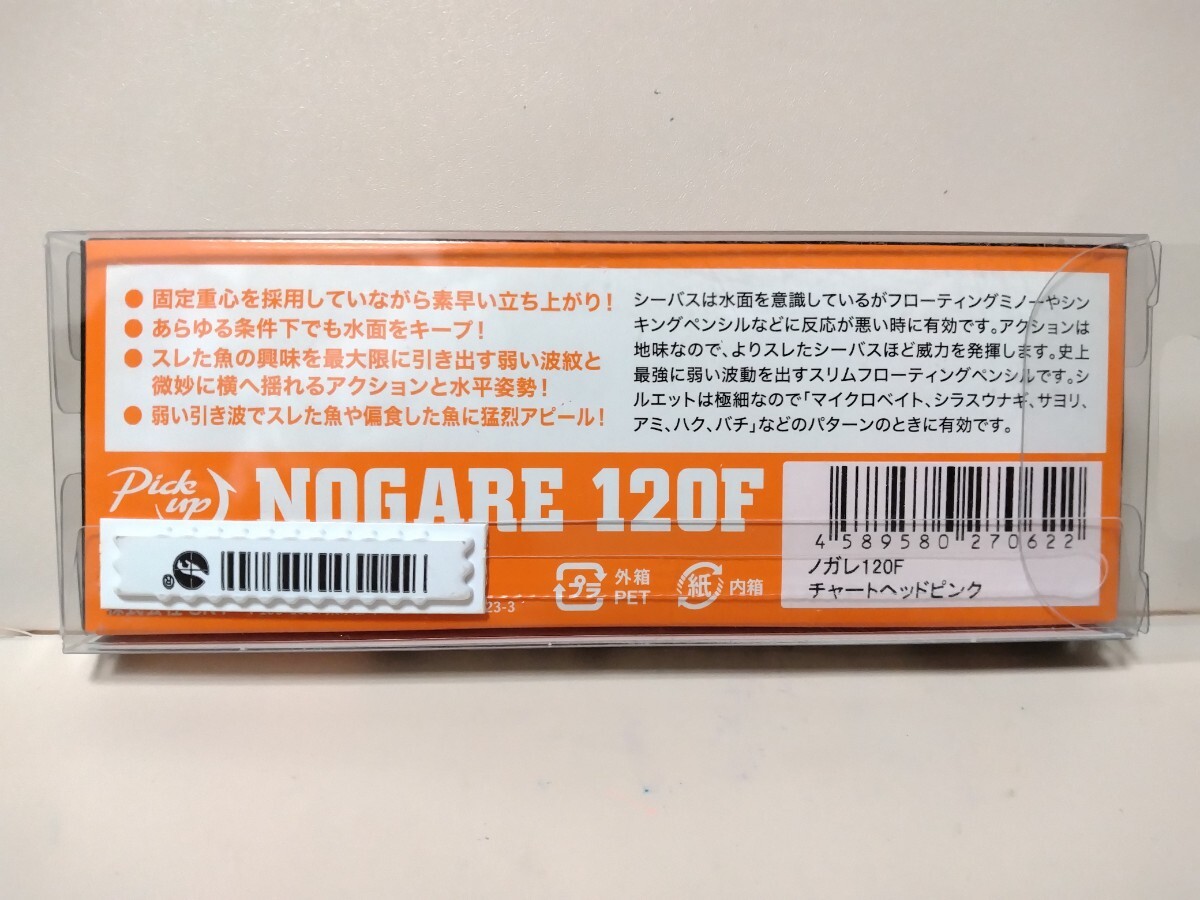 ● 固定重心を採用していながら素早い立ち上がり！
● あらゆる条件下でも水面をキープ！
● スレた魚の興味を最大限に引き出す弱い波紋と
微妙に横へ揺れるアクションと水平姿勢！
● 弱い引き波でスレた魚や偏食した魚に猛烈アピール！
シーバスは水面を意識しているがフローティングミノーやシン
キングペンシルなどに反応が悪い時に有効です。アクションは
地味なので、よりスレたシーバスほど威力を発揮します。史上
最強に弱い波動を出すスリムフローティングペンシルです。シ
ルエットは極細なので「マイクロベイト、シラスウナギ、サヨリ、
アミ、ハク、バチ」などのパターンのときに有効です。
Pick up
NOGARE 120F
4 589580 270622
ノガレ120F
チャートヘッドピンク
プラ 外箱
PET
紙 内箱
®
23-3